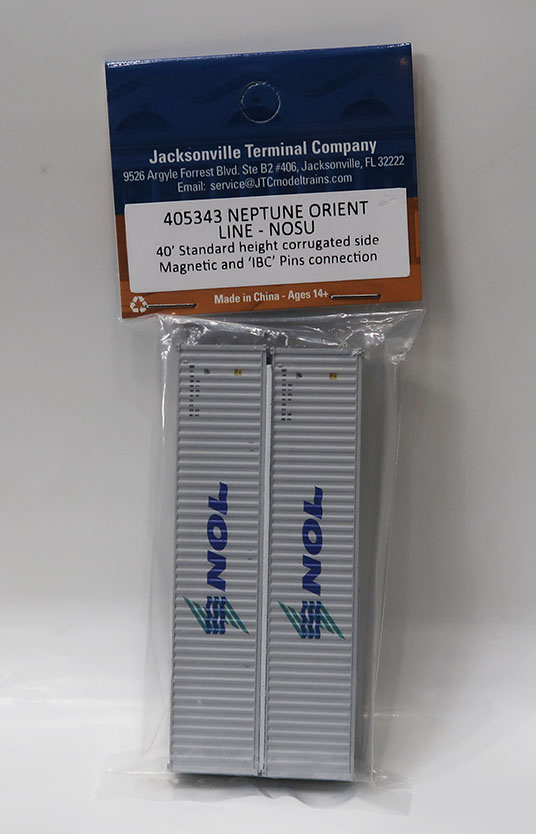 Jacksonville Terminal Company
9526 Argyle Forrest Blvd. Ste B2 #406, Jacksonville, FL 32222
Email: service@JTCmodeltrains.com
405343 NEPTUNE ORIENT
LINE - NOSU
40' Standard height corrugated side
Magnetic and 'IBC' Pins connection
Made in China - Ages 14+
NOL
NOL